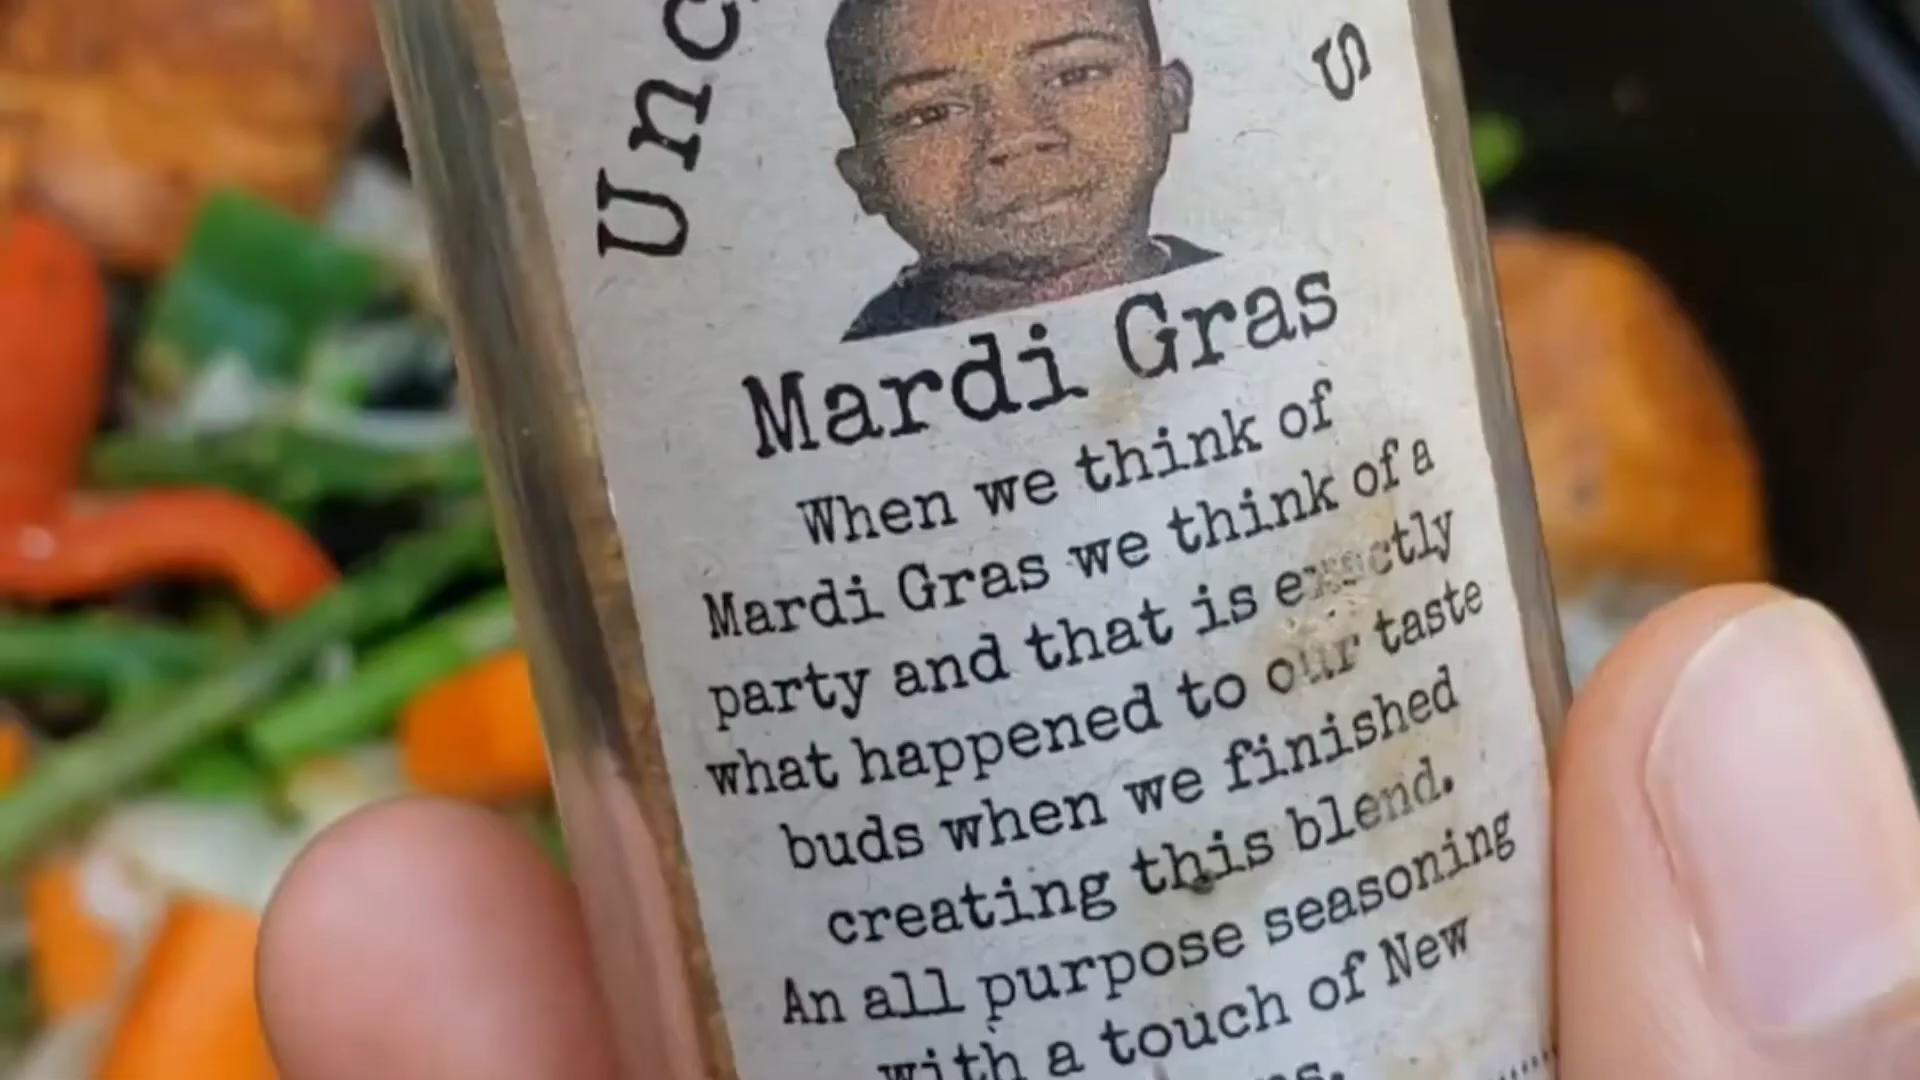 Unc
s
Mardi Gras
When we think of
Mardi Gras we think of a
party and that is exactly
what happened to our taste
buds when we finished
creating this blend.
An all purpose seasoning
with a touch of New